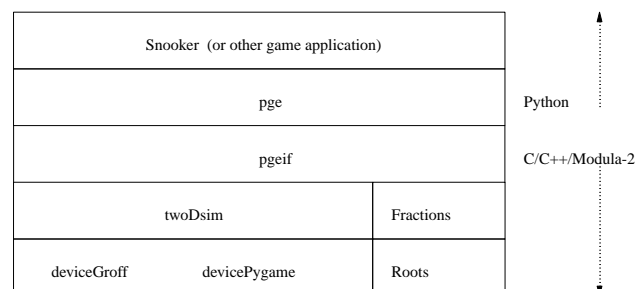 Snooker (or other game application)
pge
Python
pgeif
C/C++/Modula-2
twoDsim
Fractions
deviceGroff
devicePygame
Roots